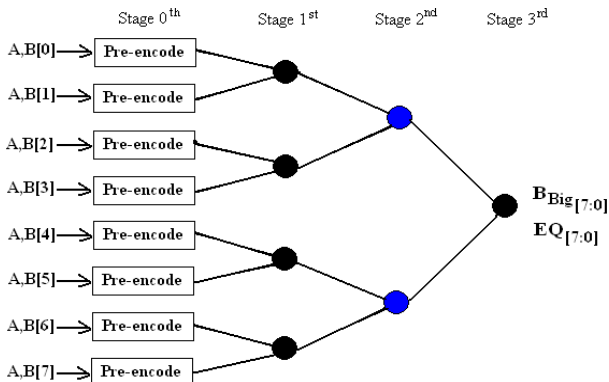 Stage 0th Stage 1st Stage 2nd Stage 3rd
A,B[0] Pre-encode
A,B[1] Pre-encode
A,B[2] Pre-encode
A,B[3] Pre-encode
BBig[7:0]
EQ[7:0]
A,B[4] Pre-encode
A,B[5] Pre-encode
A,B[6] Pre-encode
A,B[7] Pre-encode